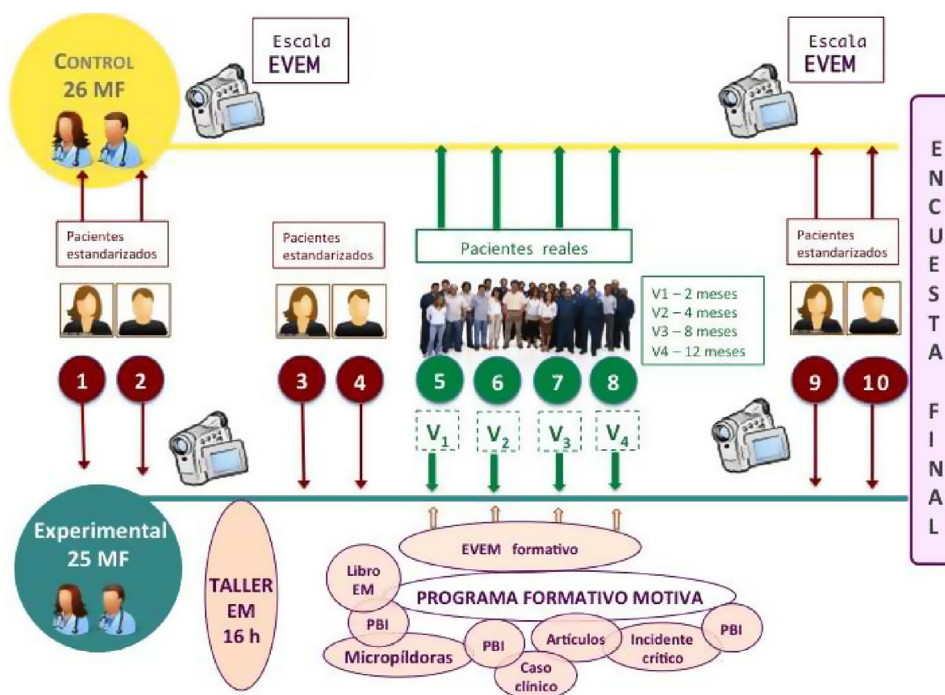 CONTROL
26 MF
Escala
EVEM
Escala
EVEM
Pacientes
estandarizados
Pacientes
estandarizados
Pacientes reales
Pacientes
estandarizados
V1 – 2 meses
V2 – 4 meses
V3 – 8 meses
V4 – 12 meses
1
2
3
4
5
6
7
8
9
10
V1
V2
V3
V4
Experimental
25 MF
TALLER
EM
16 h
EVEM formativo
Libro
EM
PROGRAMA FORMATIVO MOTIVA
PBI
Micropíldoras
PBI
Caso
clínico
Artículos
Incidente
crítico
PBI
ENCUESTA FINAL